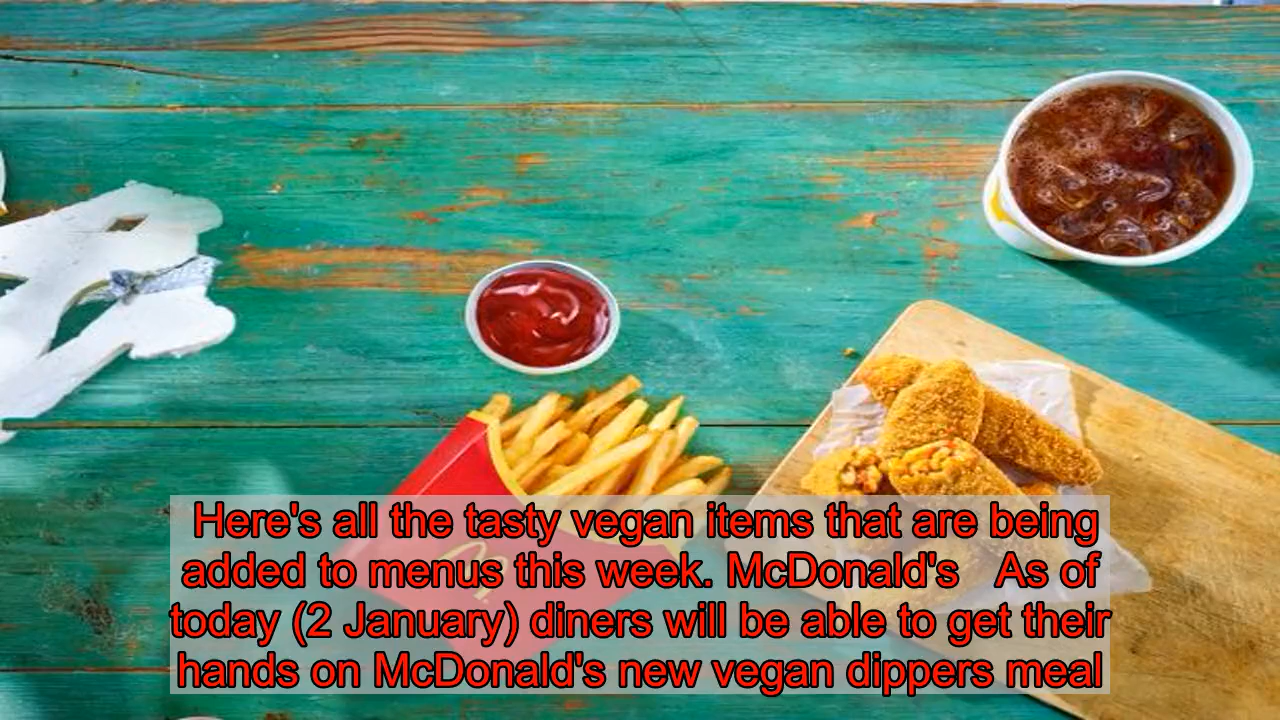 Here's all the tasty vegan items that are being
added to menus this week. McDonald's   As of
today (2 January) diners will be able to get their
hands on McDonald's new vegan dippers meal